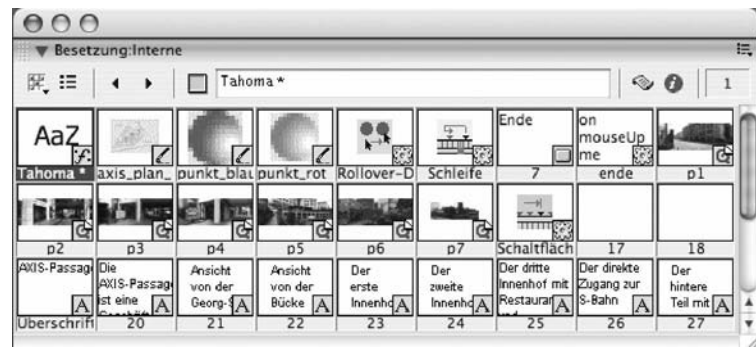 Besetzung:Interne
Tahoma *
1
AaZ
Ende
on
mouseUp
me
Tahoma *
axis_plan_
punkt_blau
punkt_rot
Rollover-D
Schleife
7
ende
p1
p2
p3
p4
p5
p6
p7
Schaltfläch
17
18
AXIS-Passag
Die
AXIS-Passage
ist eine
Ansicht
von der
Georg-S
Ansicht
von der
Bücke
Der
erste
Innenho
Der
zweite
Innenho
Der dritte
Innenhof mit
Restauran
Der direkte
Zugang zur
S-Bahn
Der
hintere
Teil mit
Überschrift
20
21
22
23
24
25
26
27